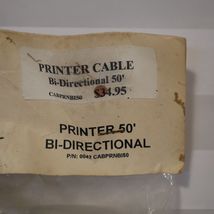 PRINTER CABLE
Bi-Directional 50'
CABPRNBI50 $34.95
PRINTER 50'
BI-DIRECTIONAL
P/N: 0043 CABPRNBI50